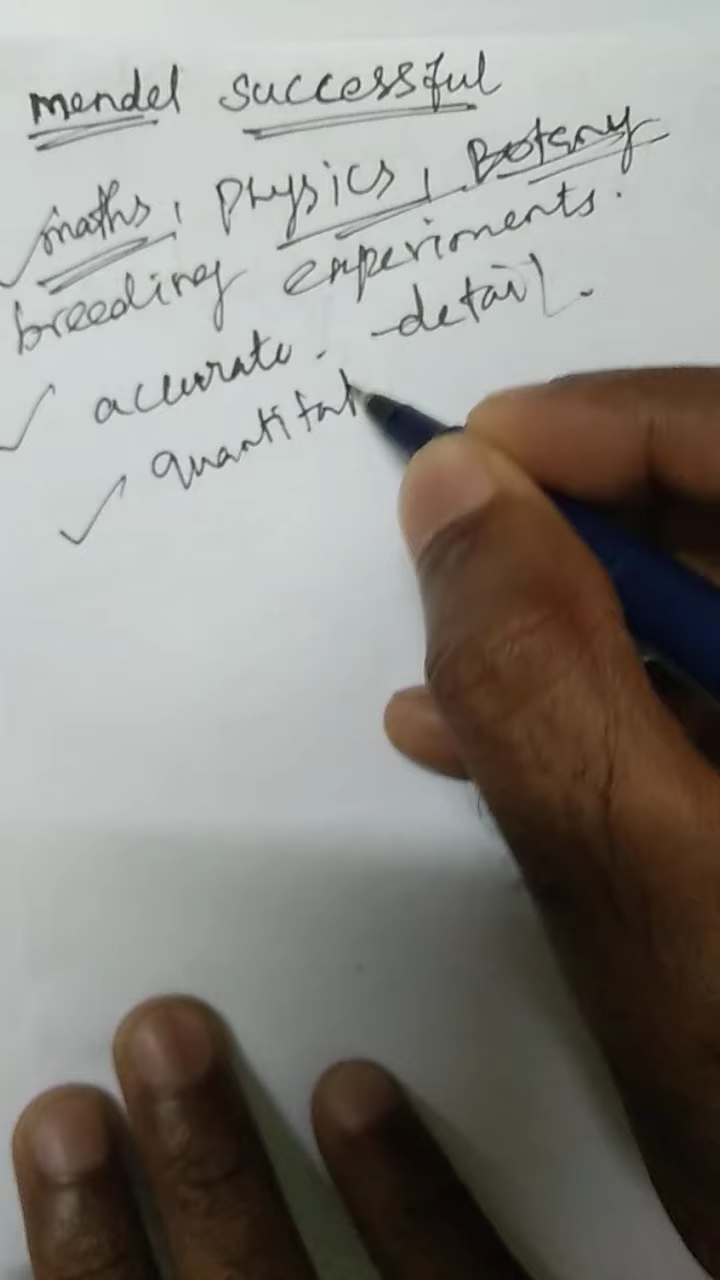 mendel successful
maths, Physics, Botany
breeding experiments.
accurate. - detail.
quantitat